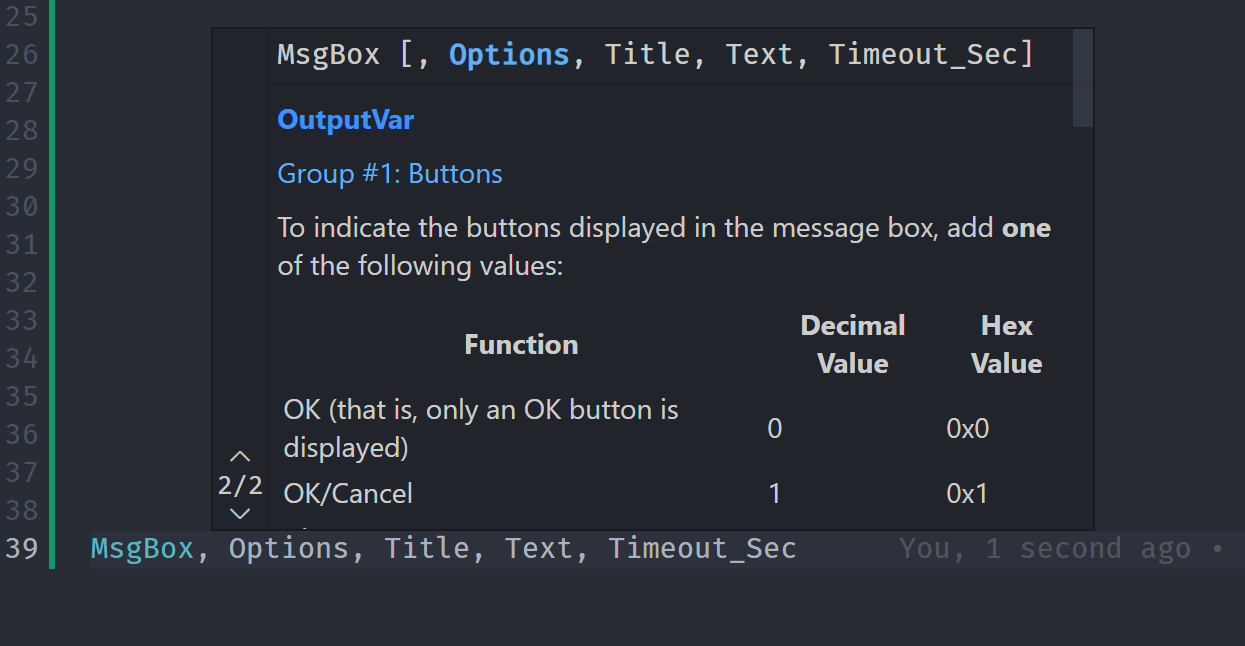 25
26
27
28
29
30
31
32
33
34
35
36
37
38
MsgBox [, Options, Title, Text, Timeout_Sec]
OutputVar
Group #1: Buttons
To indicate the buttons displayed in the message box, add one
of the following values:
Function Decimal Value Hex Value
OK (that is, only an OK button is
displayed) 0 0x0
2/2
OK/Cancel 1 0x1
39 MsgBox, Options, Title, Text, Timeout_Sec You, 1 second ago •